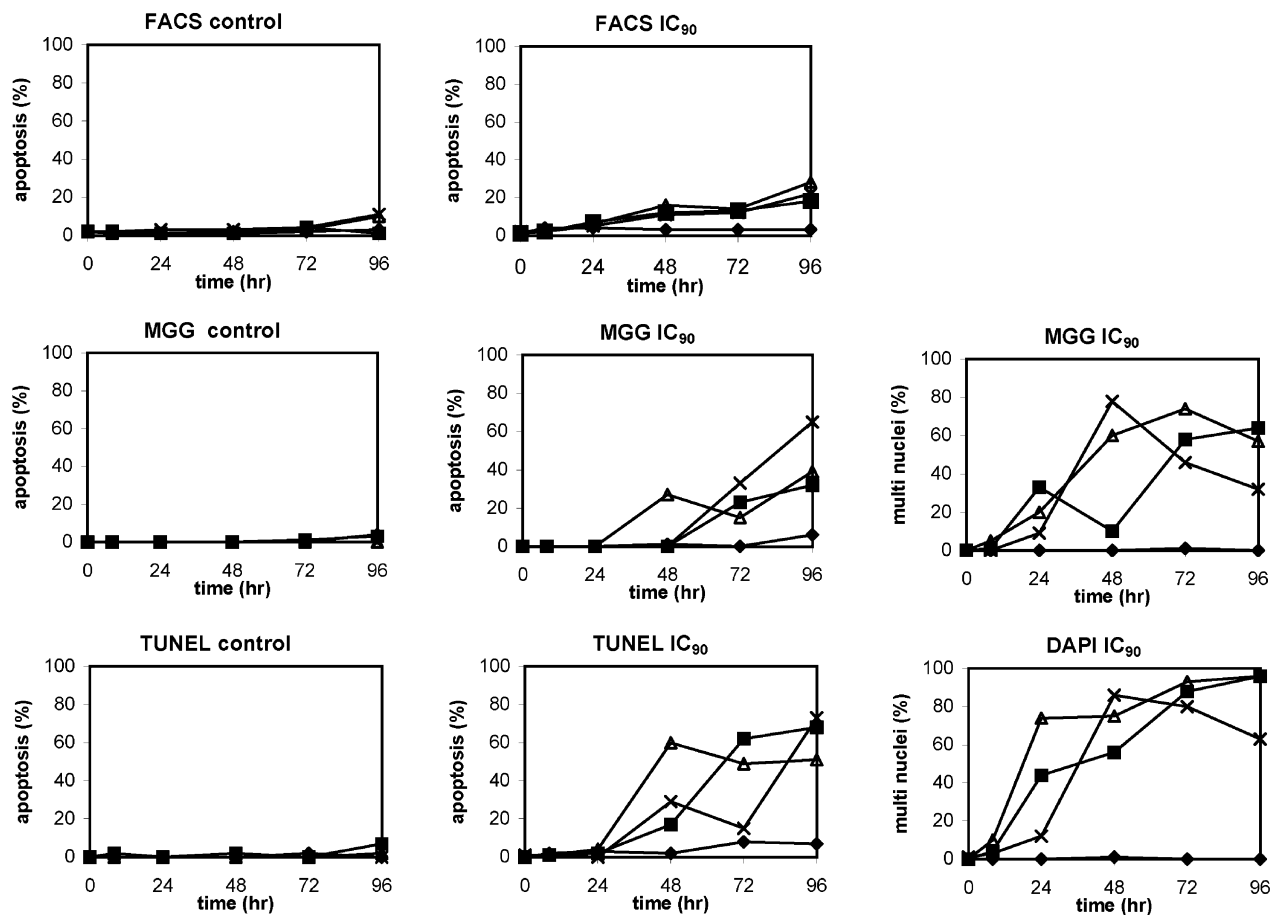 FACS control
100
80
60
40
20
0
apoptosis (%)
0 24 48 72 96
time (hr)
FACS IC90
100
80
60
40
20
0
apoptosis (%)
0 24 48 72 96
time (hr)
MGG control
100
80
60
40
20
0
apoptosis (%)
0 24 48 72 96
time (hr)
MGG IC90
100
80
60
40
20
0
apoptosis (%)
0 24 48 72 96
time (hr)
MGG IC90
100
80
60
40
20
0
multi nuclei (%)
0 24 48 72 96
time (hr)
TUNEL control
100
80
60
40
20
0
apoptosis (%)
0 24 48 72 96
time (hr)
TUNEL IC90
100
80
60
40
20
0
apoptosis (%)
0 24 48 72 96
time (hr)
DAPI IC90
100
80
60
40
20
0
multi nuclei (%)
0 24 48 72 96
time (hr)